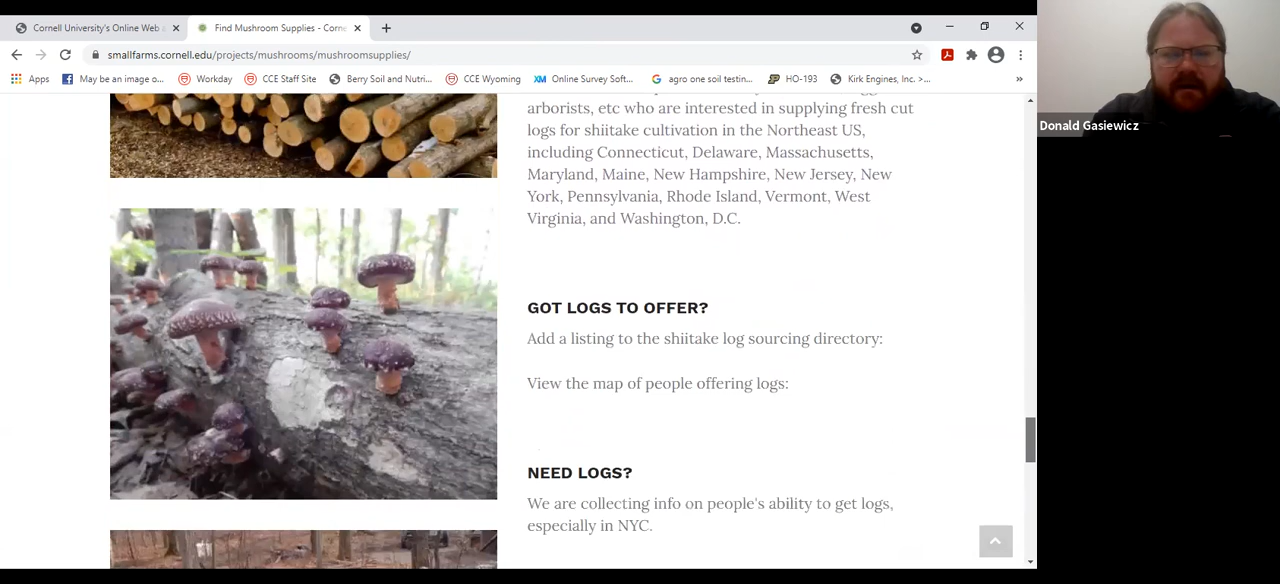 Cornell University's Online Web
Find Mushroom Supplies - Corne
smallfarms.cornell.edu/projects/mushrooms/mushroomsupplies/
Apps
May be an image o...
Workday
CCE Staff Site
Berry Soil and Nutri...
CCE Wyoming
XM Online Survey Soft...
agro one soil testin...
HO-193
Kirk Engines, Inc. >...
»
Donald Gasiewicz
arborists, etc who are interested in supplying fresh cut
logs for shiitake cultivation in the Northeast US,
including Connecticut, Delaware, Massachusetts,
Maryland, Maine, New Hampshire, New Jersey, New
York, Pennsylvania, Rhode Island, Vermont, West
Virginia, and Washington, D.C.
GOT LOGS TO OFFER?
Add a listing to the shiitake log sourcing directory:
View the map of people offering logs:
NEED LOGS?
We are collecting info on people's ability to get logs,
especially in NYC.